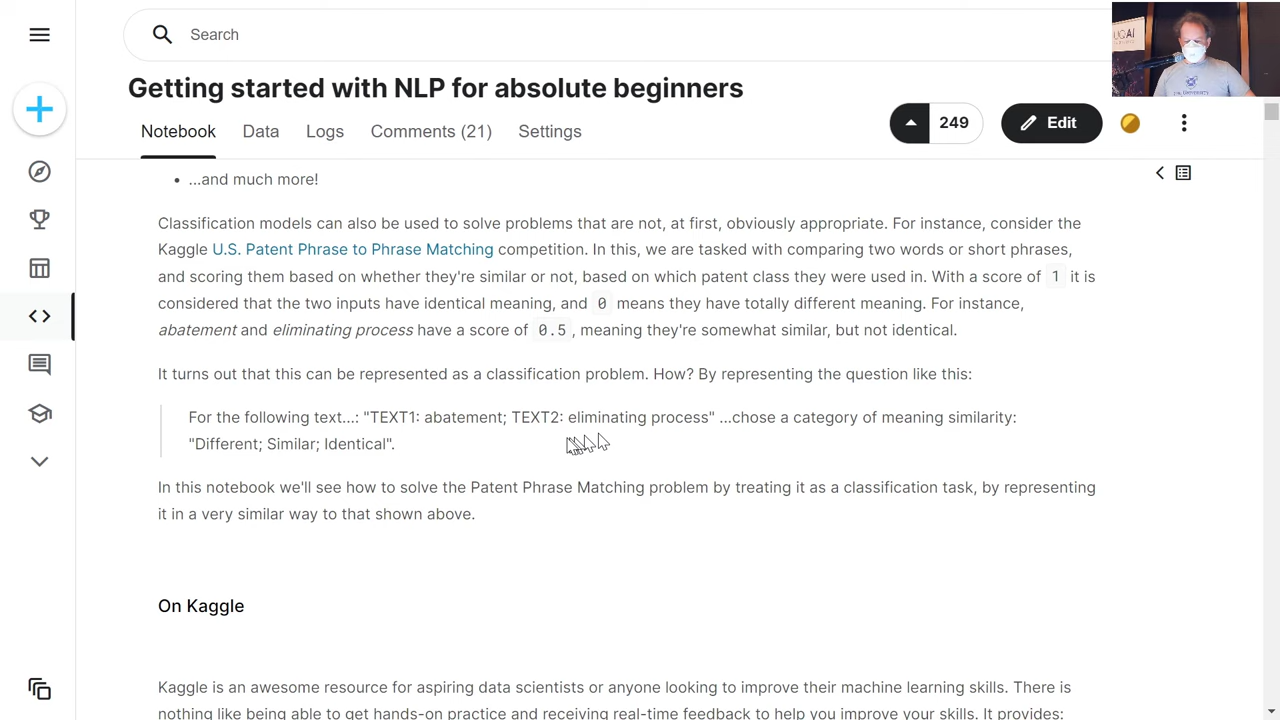 Search
Getting started with NLP for absolute beginners
Notebook Data Logs Comments (21) Settings
249 Edit
• ...and much more!
Classification models can also be used to solve problems that are not, at first, obviously appropriate. For instance, consider the
Kaggle U.S. Patent Phrase to Phrase Matching competition. In this, we are tasked with comparing two words or short phrases,
and scoring them based on whether they're similar or not, based on which patent class they were used in. With a score of 1 it is
considered that the two inputs have identical meaning, and 0 means they have totally different meaning. For instance,
abatement and eliminating process have a score of 0.5, meaning they're somewhat similar, but not identical.
It turns out that this can be represented as a classification problem. How? By representing the question like this:
For the following text...: "TEXT1: abatement; TEXT2: eliminating process" ...chose a category of meaning similarity:
"Different; Similar; Identical".
In this notebook we'll see how to solve the Patent Phrase Matching problem by treating it as a classification task, by representing
it in a very similar way to that shown above.
On Kaggle
Kaggle is an awesome resource for aspiring data scientists or anyone looking to improve their machine learning skills. There is
nothing like being able to get hands-on practice and receiving real-time feedback to help you improve your skills. It provides: